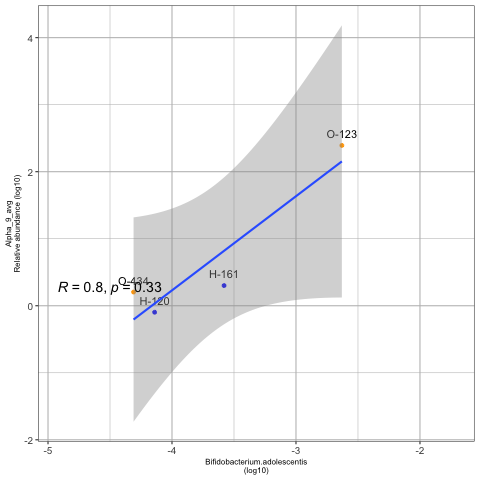 4
O-123
2
H-161
O-434
R = 0.8, p = 0.33
H-120
0
-2
-5
-4
-3
-2
Bifidobacterium.adolescentis
(log10)
Alpha_9_avg
Relative abundance (log10)